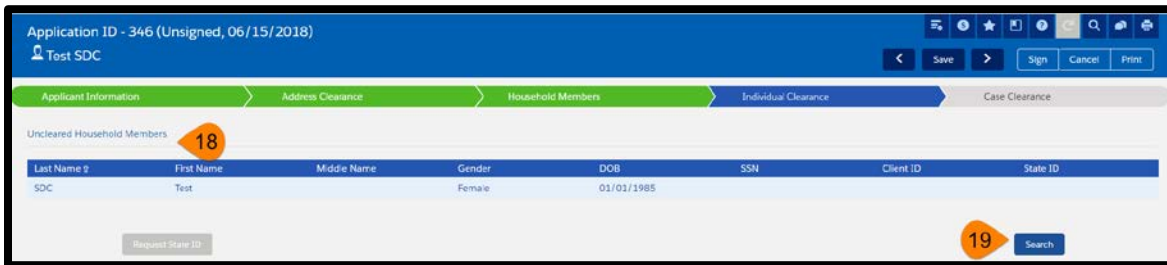 Application ID - 346 (Unsigned, 06/15/2018)
Test SDC
Save Sign Cancel Print
Applicant Information Address Clearance Household Members Individual Clearance Case Clearance
Uncleared Household Members
18
Last Name First Name Middle Name Gender DOB SSN Client ID State ID
SDC Test Female 01/01/1985
Request State ID 19 Search